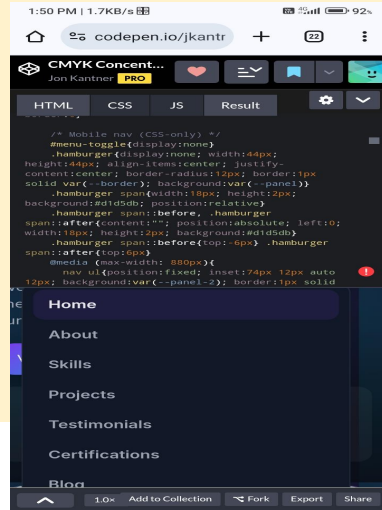 1:50 PM | 1.7KB/s
4G 92%
codepen.io/jkantr
22
CMYK Concent...
Jon Kantner PRO
HTML CSS JS Result
/* Mobile nav (CSS-only) */
#menu-toggle{display:none}
.hamburger{display:none; width:44px;
height:44px; align-items:center; justify-
content:center; border-radius:12px; border:1px
solid var(--border); background:var(--panel)}
.hamburger span{width:18px; height:2px;
background:#d1d5db; position:relative}
.hamburger span::before, .hamburger
span::after{content:""; position:absolute; left:0;
width:18px; height:2px; background:#d1d5db}
.hamburger span::before{top:-6px} .hamburger
span::after{top:6px}
@media (max-width: 880px){
nav ul{position:fixed; inset:74px 12px auto
12px; background:var(--panel-2); border:1px solid
Home
About
Skills
Projects
Testimonials
Certifications
Blog
1.0× Add to Collection Fork Export Share